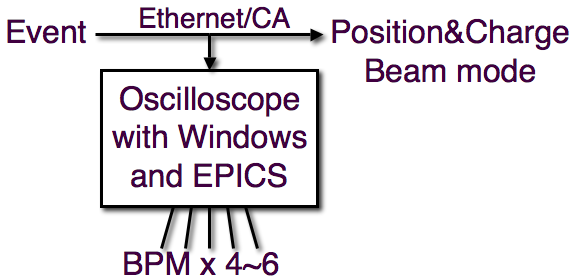 Event
Ethernet/CA
Position&Charge
Beam mode
Oscilloscope
with Windows
and EPICS
BPM x 4~6